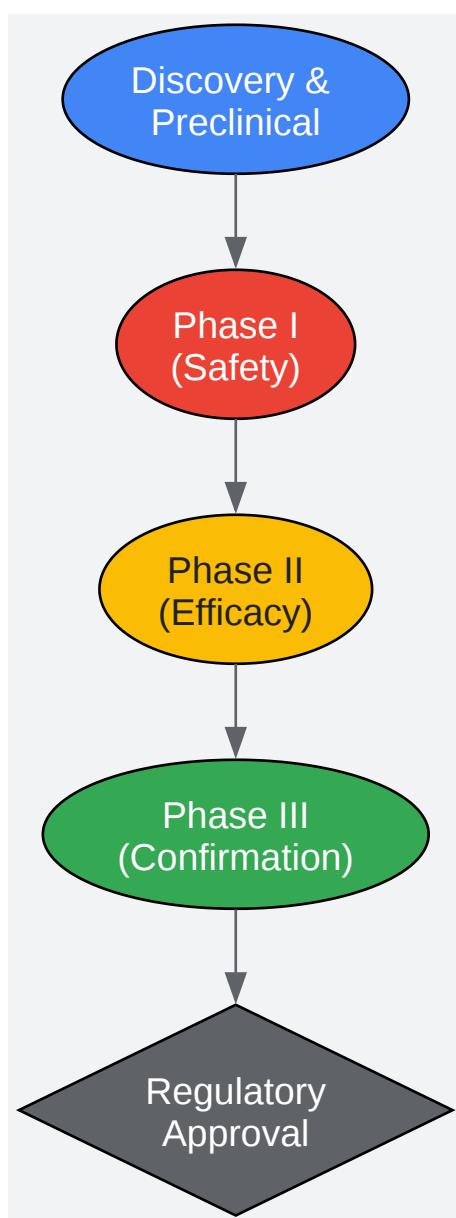 Discovery &
Preclinical
Phase I
(Safety)
Phase II
(Efficacy)
Phase III
(Confirmation)
Regulatory
Approval